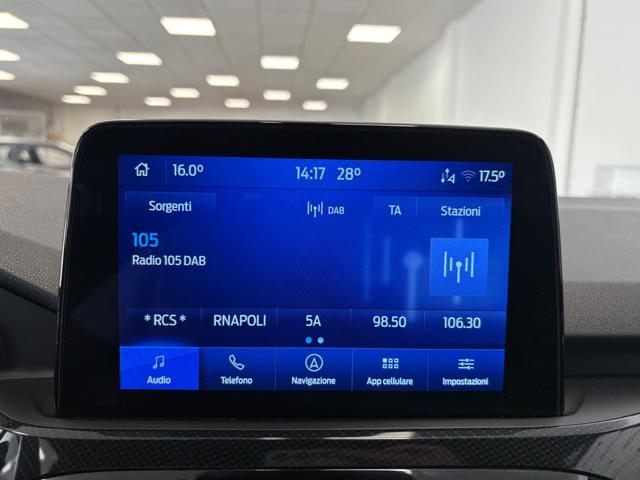 16.0° 14:17 28° 17.5°
Sorgenti DAB TA Stazioni
105
Radio 105 DAB
*RCS* RNAPOLI 5A 98.50 106.30
Audio Telefono Navigazione App cellulare Impostazioni